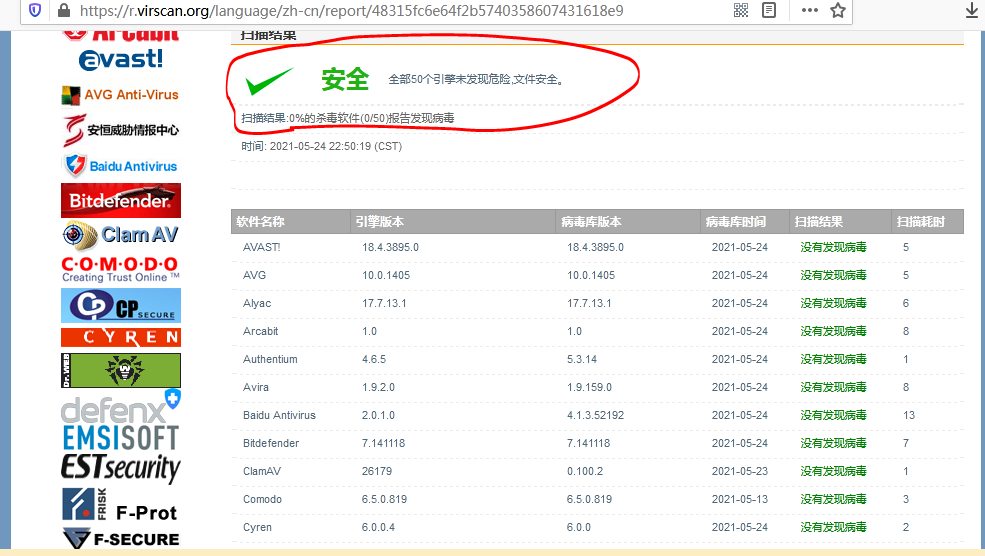 https://r.virscan.org/language/zh-cn/report/48315fc6e64f2b5740358607431618e9
Arcabit
avast!
AVG Anti-Virus
安恒威胁情报中心
Baidu Antivirus
Bitdefender
ClamAV
COMODO
Creating Trust Online ™
CP SECURE
CYREN
Dr.WEB
defenx
EMSISOFT
ESTsecurity
FRISK F-Prot
F-SECURE
扫描结果
安全 全部50个引擎未发现危险,文件安全。
扫描结果:0%的杀毒软件(0/50)报告发现病毒
时间: 2021-05-24 22:50:19 (CST)
软件名称 引擎版本 病毒库版本 病毒库时间 扫描结果 扫描耗时
AVAST! 18.4.3895.0 18.4.3895.0 2021-05-24 没有发现病毒 5
AVG 10.0.1405 10.0.1405 2021-05-24 没有发现病毒 5
Alyac 17.7.13.1 17.7.13.1 2021-05-24 没有发现病毒 6
Arcabit 1.0 1.0 2021-05-24 没有发现病毒 8
Authentium 4.6.5 5.3.14 2021-05-24 没有发现病毒 1
Avira 1.9.2.0 1.9.159.0 2021-05-24 没有发现病毒 8
Baidu Antivirus 2.0.1.0 4.1.3.52192 2021-05-24 没有发现病毒 13
Bitdefender 7.141118 7.141118 2021-05-24 没有发现病毒 7
ClamAV 26179 0.100.2 2021-05-23 没有发现病毒 1
Comodo 6.5.0.819 6.5.0.819 2021-05-13 没有发现病毒 3
Cyren 6.0.0.4 6.0.0 2021-05-24 没有发现病毒 2